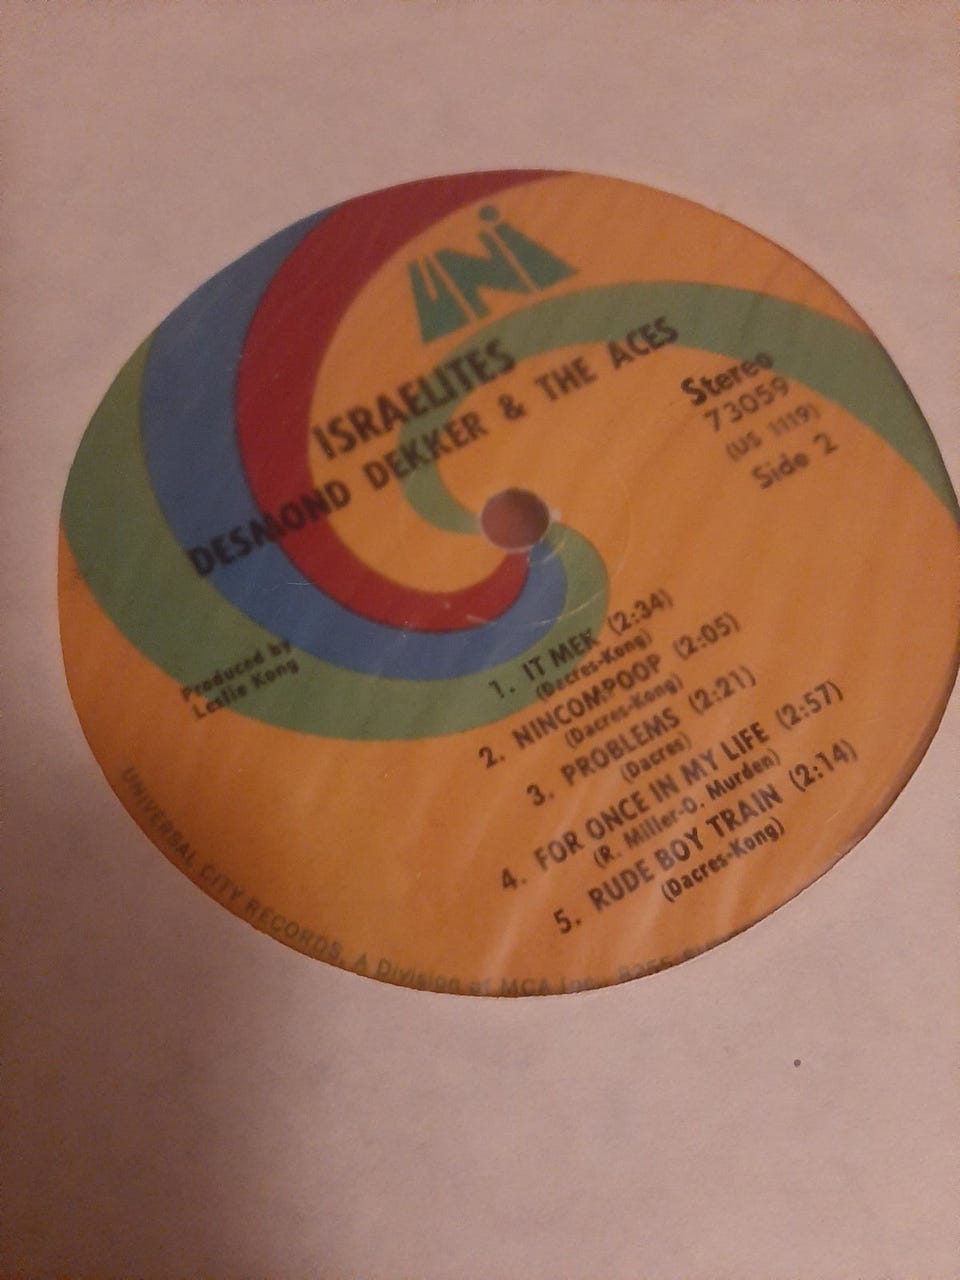 UNi
ISRAELITES
DESMOND DEKKER & THE ACES
Stereo
73059
(US 1119)
Side 2
Produced by
Leslie Kong
1. IT MEK (2:34)
(Dacres-Kong)
2. NINCOMPOOP (2:05)
(Dacres-Kong)
3. PROBLEMS (2:21)
(Dacres)
4. FOR ONCE IN MY LIFE (2:57)
(R. Miller-O. Murden)
5. RUDE BOY TRAIN (2:14)
(Dacres-Kong)
UNIVERSAL CITY RECORDS, A Division of MCA Inc. 8255